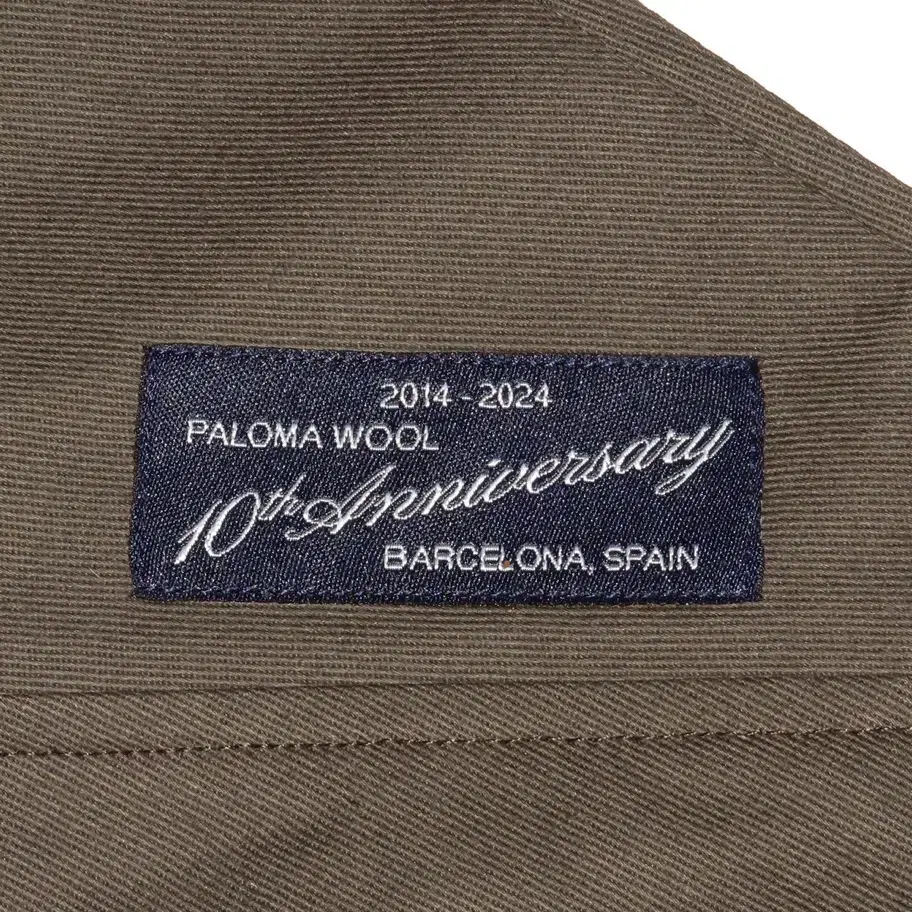 2014 - 2024
PALOMA WOOL
10th Anniversary
BARCELONA, SPAIN